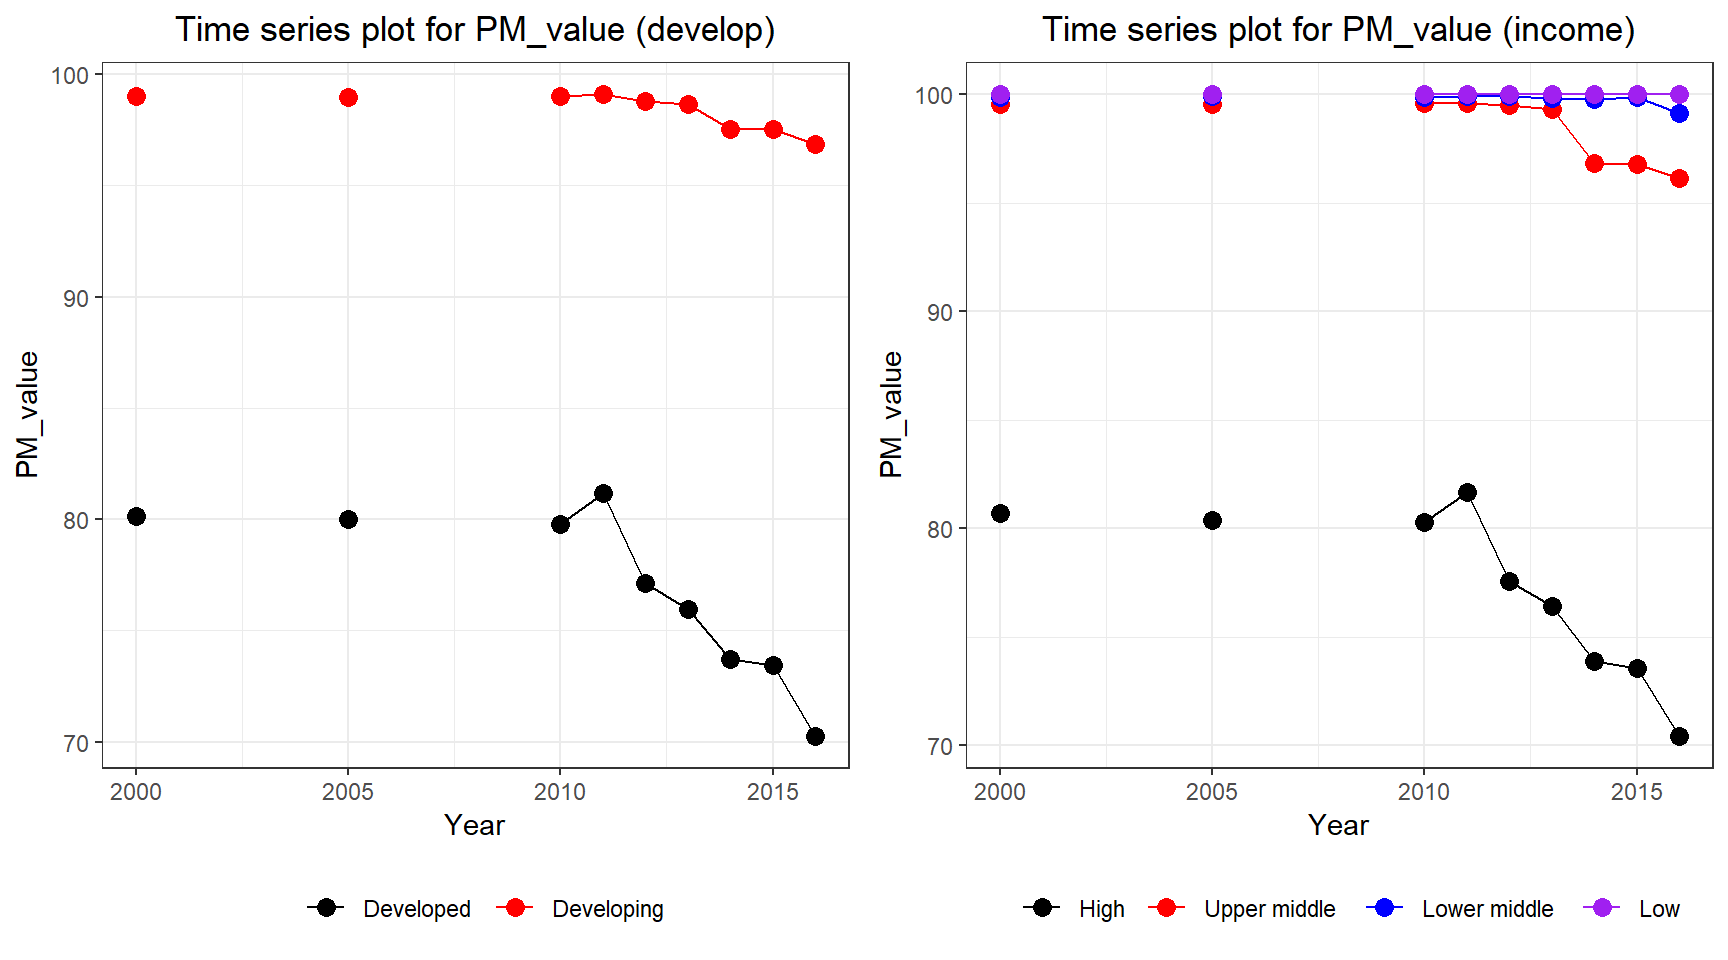 Time series plot for PM_value (develop)
100
90
80
70
PM_value
2000 2005 2010 2015
Year
Developed Developing
Time series plot for PM_value (income)
100
90
80
70
PM_value
2000 2005 2010 2015
Year
High Upper middle Lower middle Low